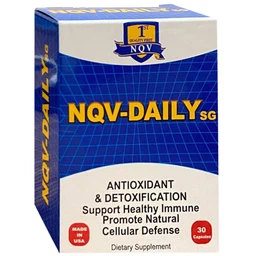 1ST
NQV
NQV-DAILY SG
ANTIOXIDANT
& DETOXIFICATION
Support Healthy Immune
Promote Natural
Cellular Defense
MADE IN USA
30 Capsules
Dietary Supplement